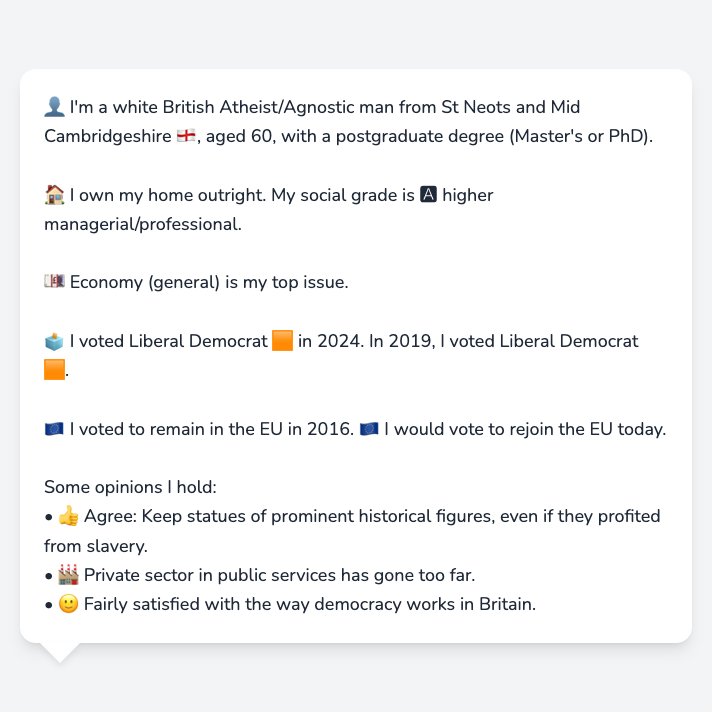 👤 I'm a white British Atheist/Agnostic man from St Neots and Mid
Cambridgeshire 🏴󠁧󠁢󠁥󠁮󠁧󠁿, aged 60, with a postgraduate degree (Master's or PhD).
🏠 I own my home outright. My social grade is 🅰 higher
managerial/professional.
💷 Economy (general) is my top issue.
🗳️ I voted Liberal Democrat 🟧 in 2024. In 2019, I voted Liberal Democrat
🟧.
🇪🇺 I voted to remain in the EU in 2016. 🇪🇺 I would vote to rejoin the EU today.
Some opinions I hold:
• 👍 Agree: Keep statues of prominent historical figures, even if they profited
from slavery.
• 🏭 Private sector in public services has gone too far.
• 🙂 Fairly satisfied with the way democracy works in Britain.